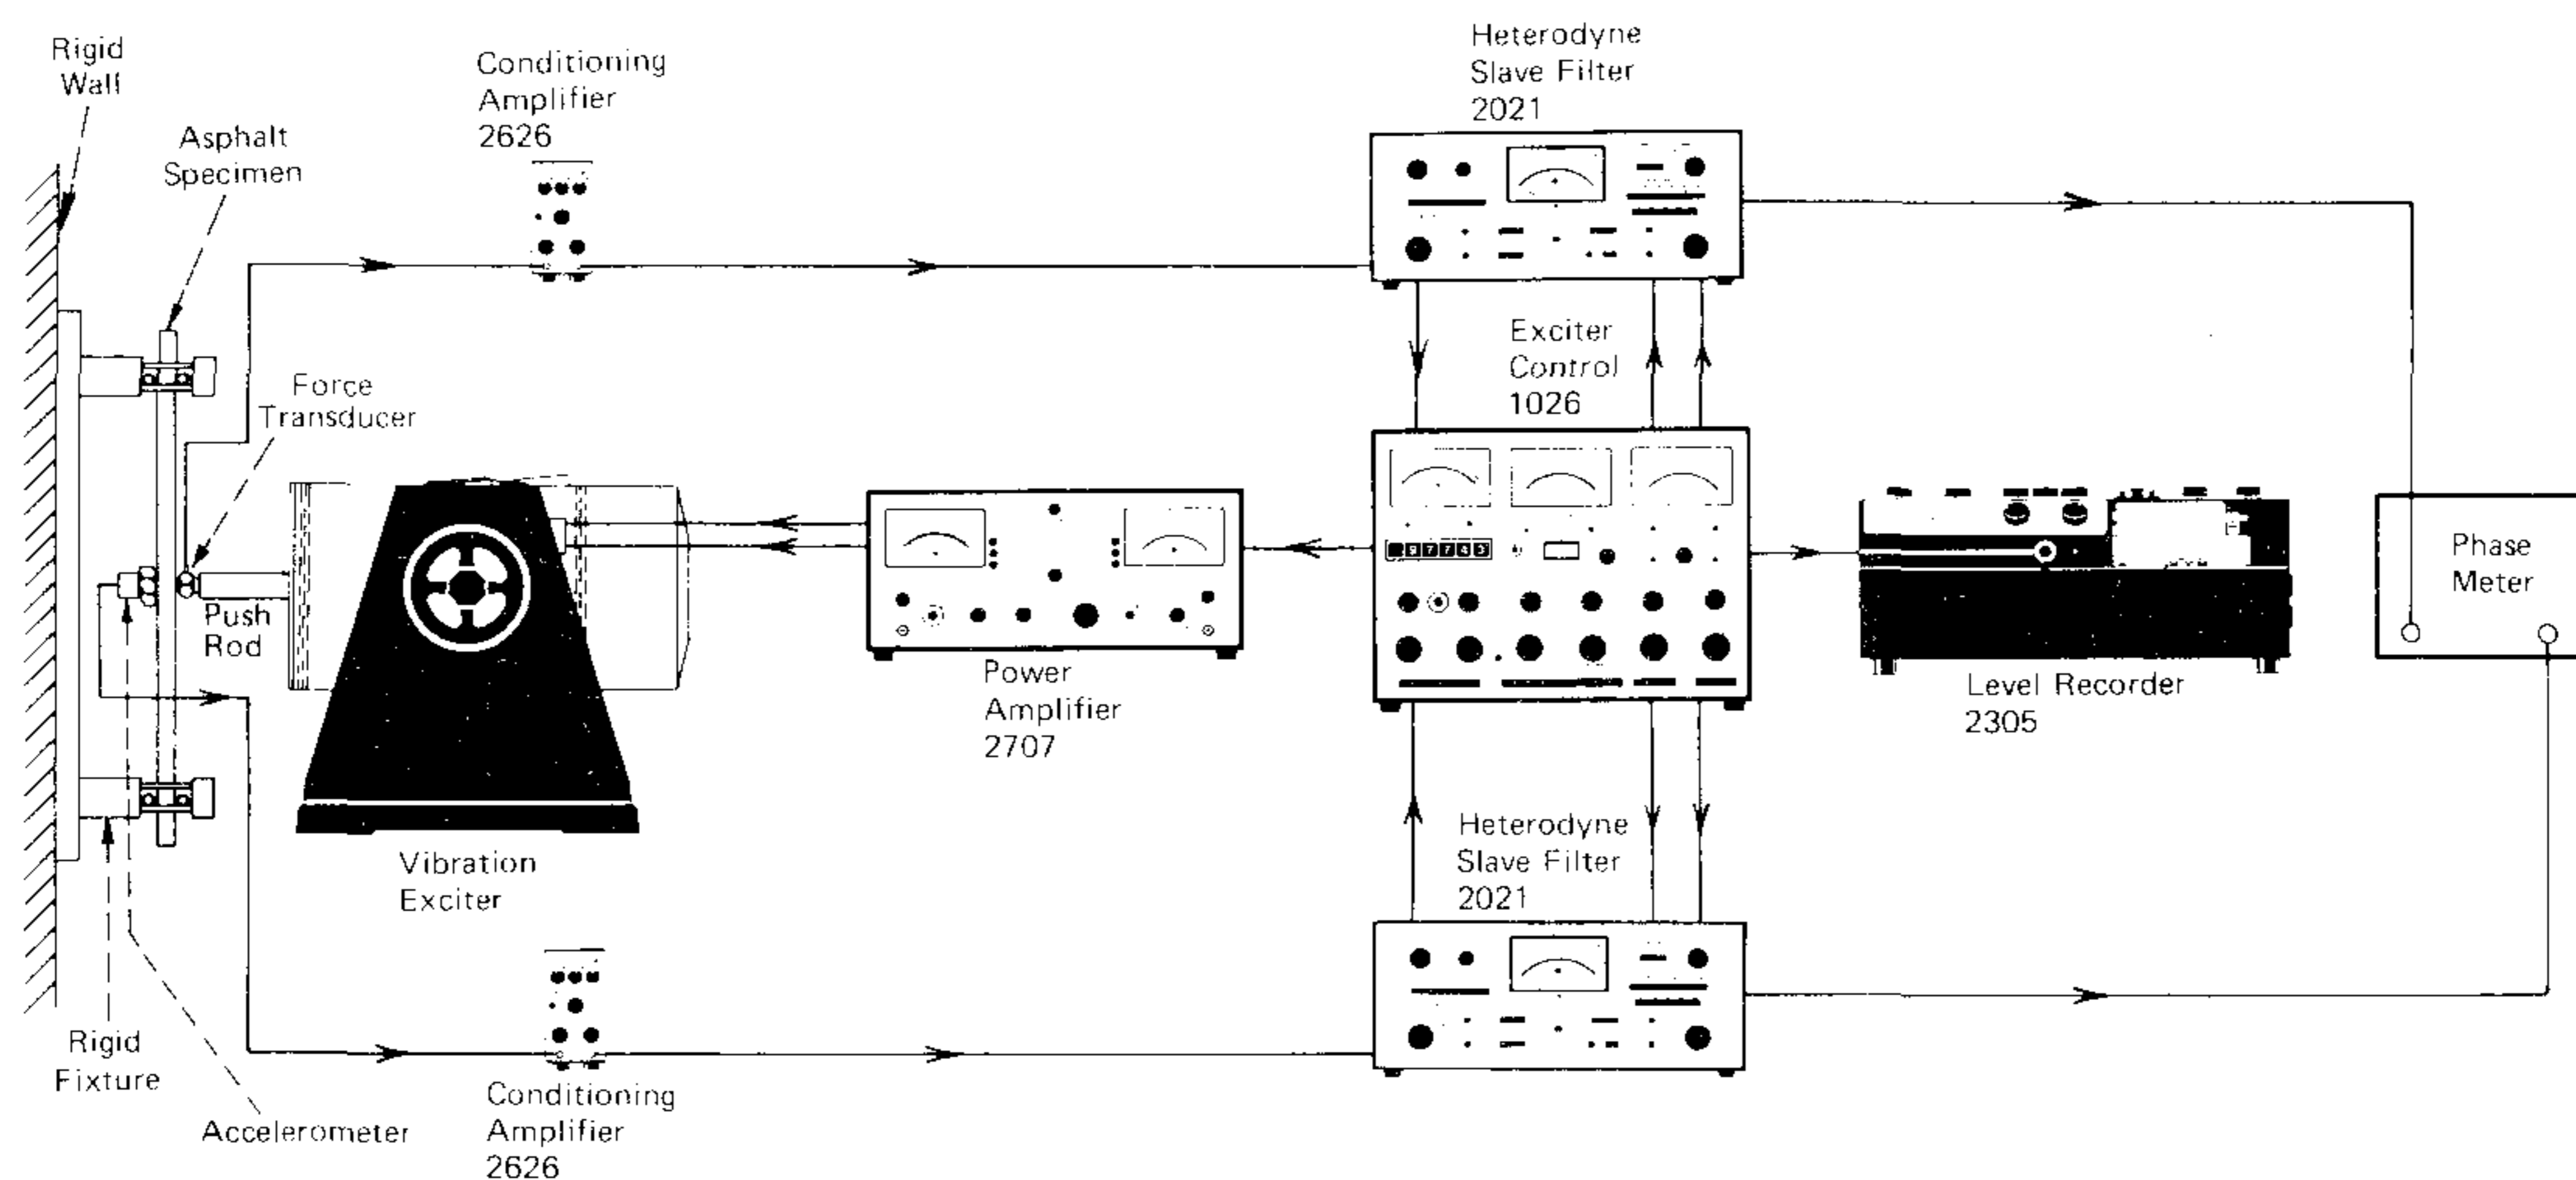 Rigid
Wall
Asphalt
Specimen
Conditioning
Amplifier
2626
Heterodyne
Slave Filter
2021
Force
Transducer
Exciter
Control
1026
Push
Rod
Phase
Meter
Power
Amplifier
2707
Level Recorder
2305
Vibration
Exciter
Heterodyne
Slave Filter
2021
Rigid
Fixture
Accelerometer
Conditioning
Amplifier
2626